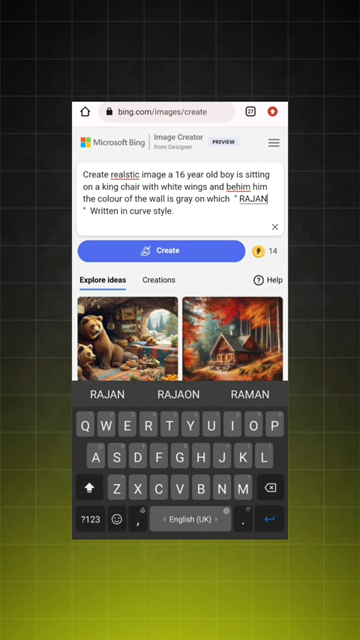 bing.com/images/create
27
Microsoft Bing
Image Creator
from Designer
PREVIEW
Create realstic image a 16 year old boy is sitting
on a king chair with white wings and behim him
the colour of the wall is gray on which " RAJAN
" Written in curve style.
Create
14
Explore ideas
Creations
Help
RAJAN RAJAON RAMAN
Q W E R T Y U I O P
A S D F G H J K L
Z X C V B N M
?123 , English (UK) .